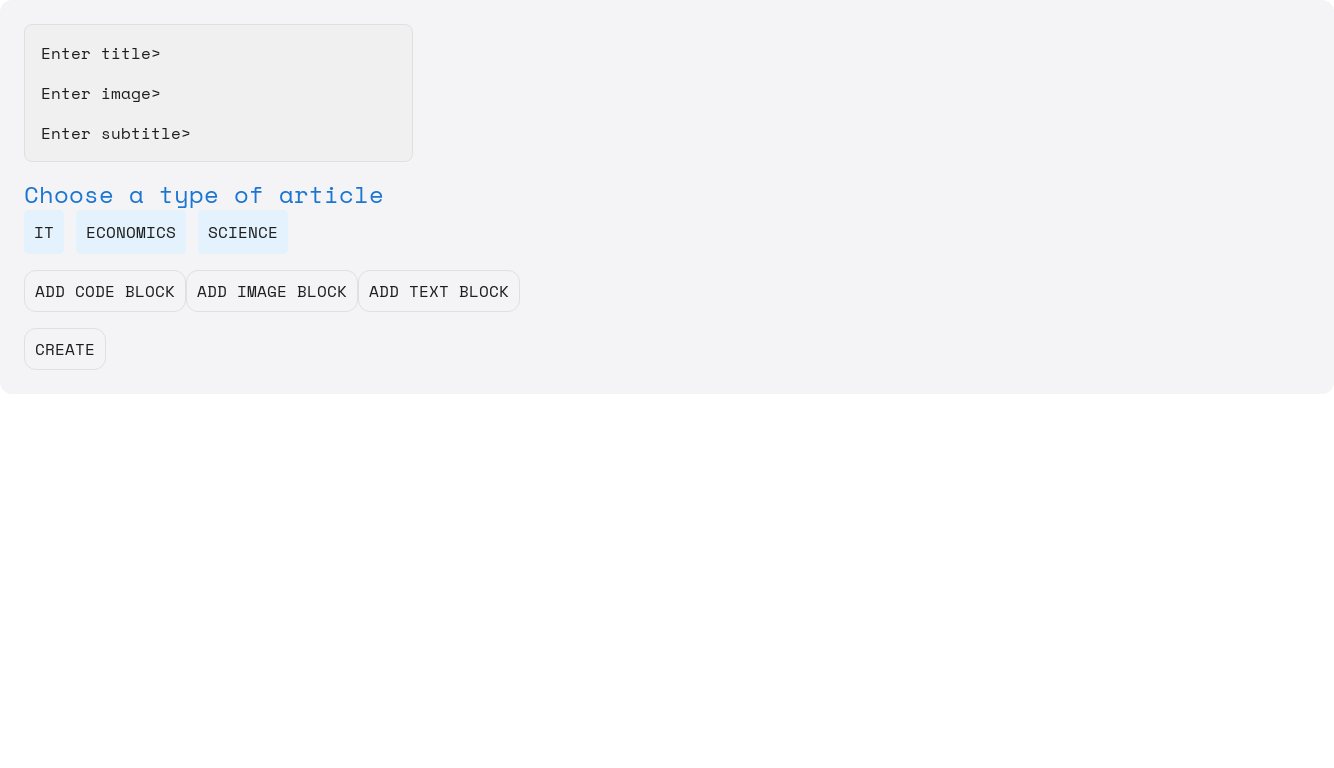 Enter title>
Enter image>
Enter subtitle>
Choose a type of article
IT ECONOMICS SCIENCE
ADD CODE BLOCK ADD IMAGE BLOCK ADD TEXT BLOCK
CREATE